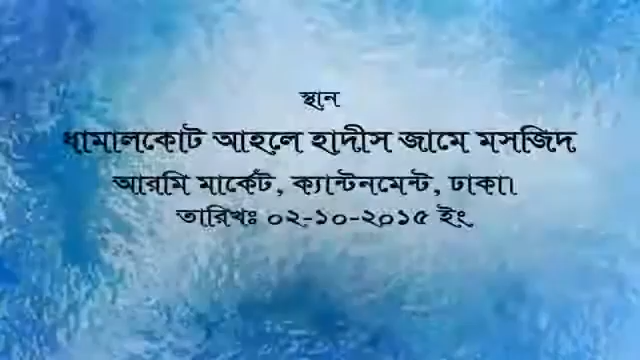 স্থান
ধামালকোট আহলে হাদীস জামে মসজিদ
আরমি মার্কেট, ক্যান্টনমেন্ট, ঢাকা।
তারিখঃ ০২-১০-২০১৫ ইং